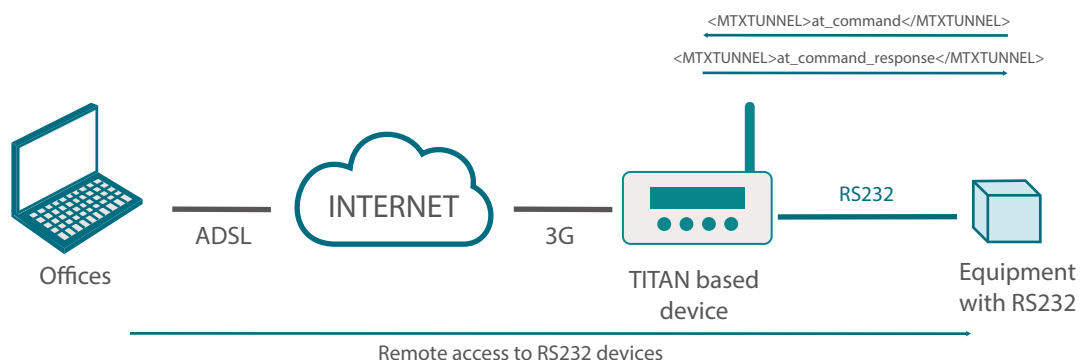 <MTXTUNNEL>at_command</MTXTUNNEL>
<MTXTUNNEL>at_command_response</MTXTUNNEL>
INTERNET
RS232
ADSL
3G
Offices
TITAN based
device
Equipment
with RS232
Remote access to RS232 devices